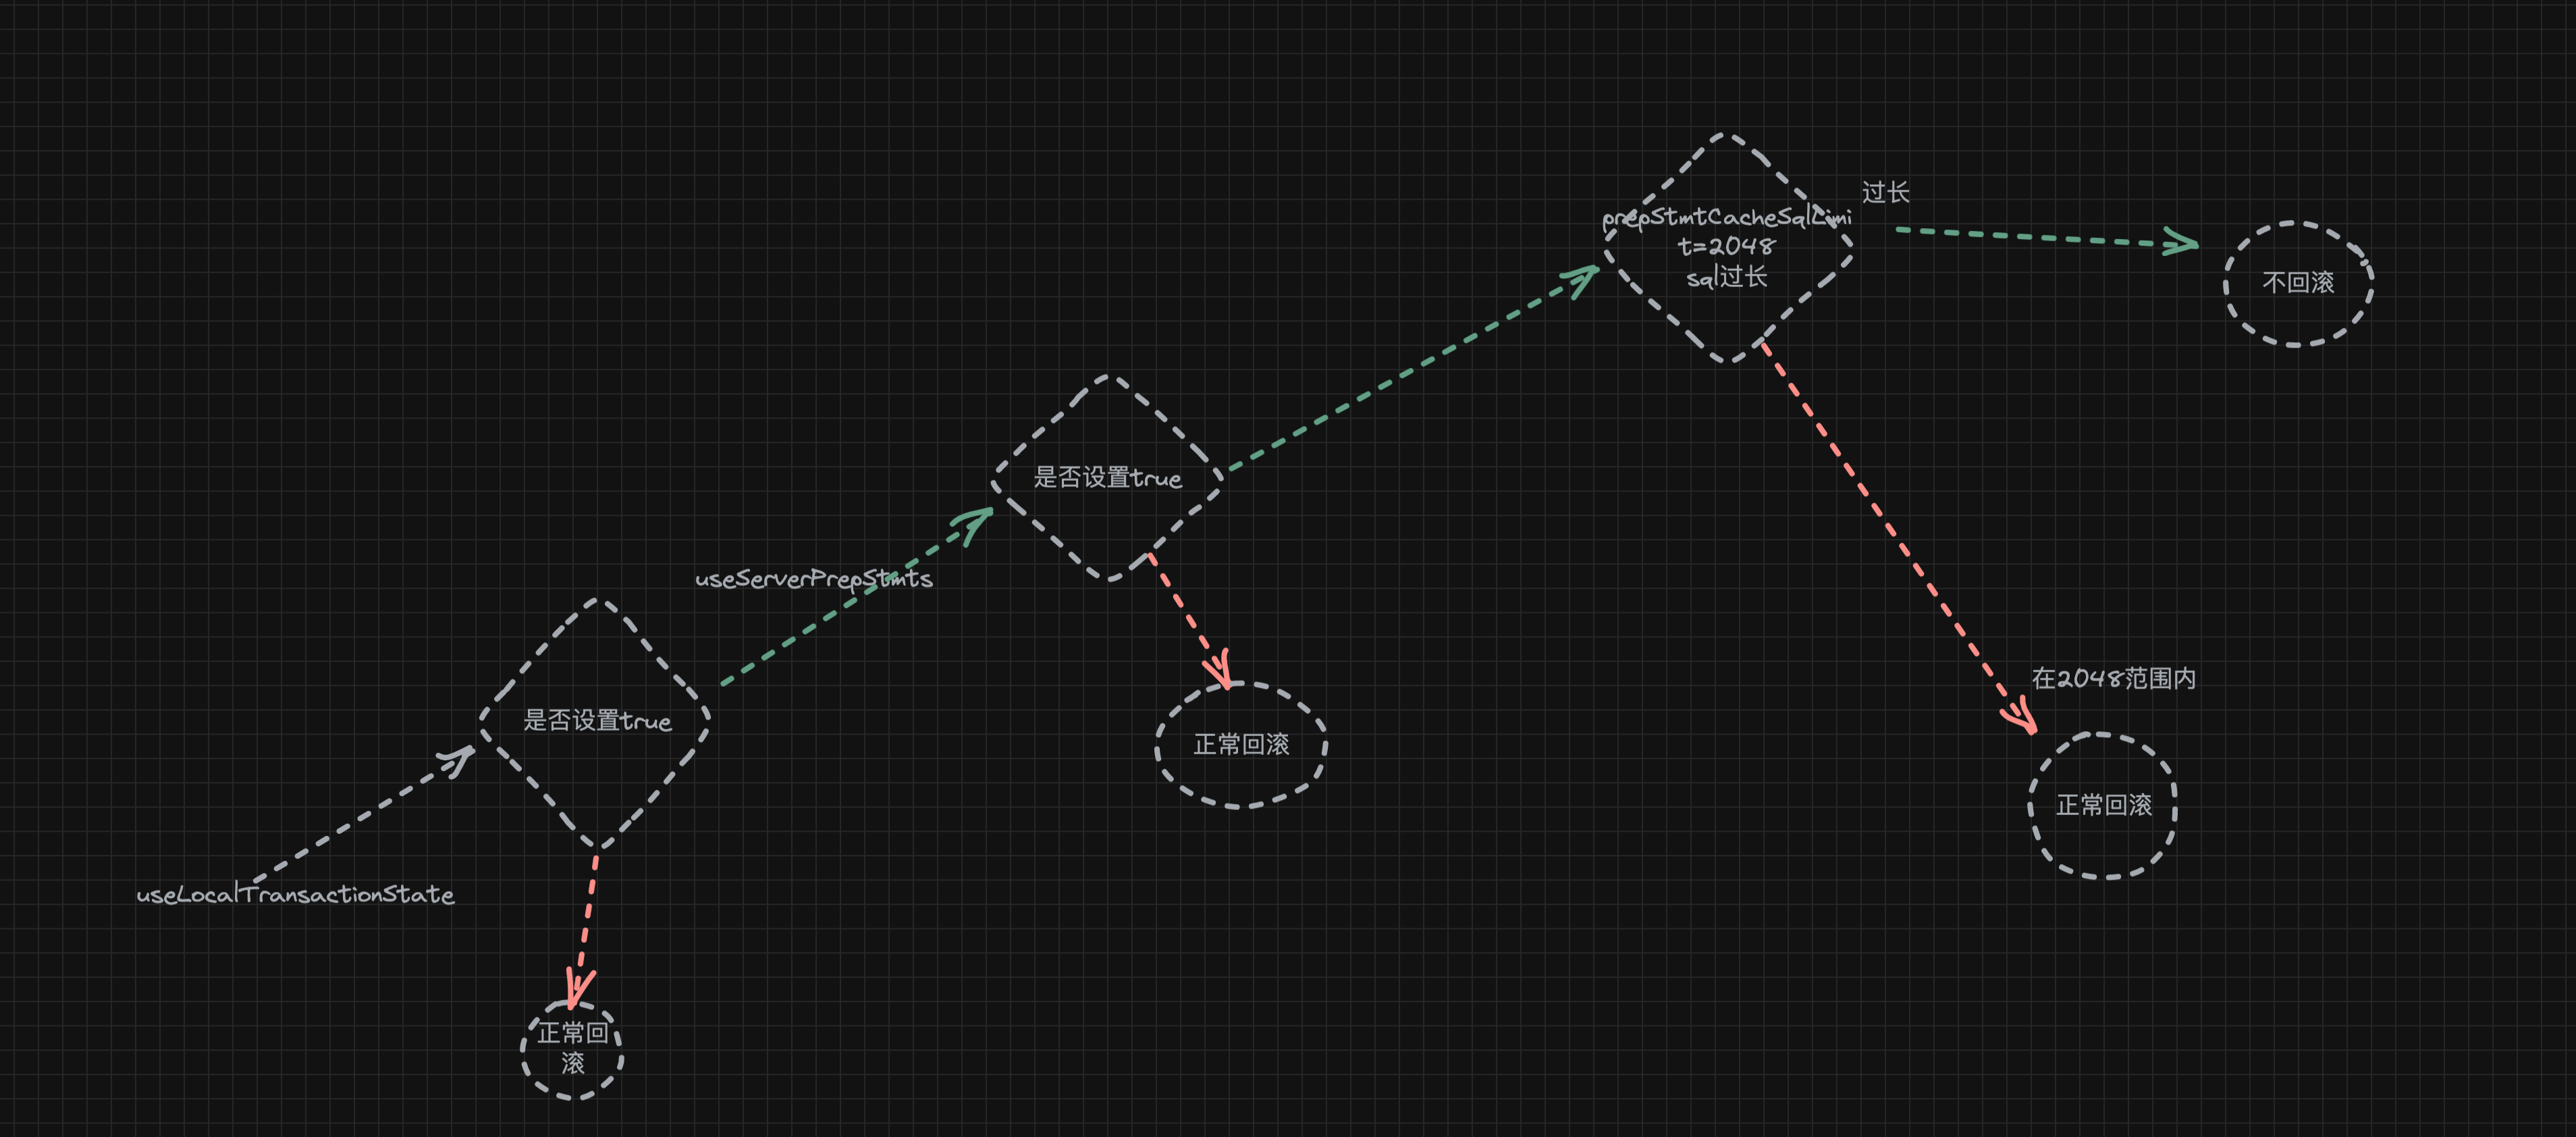 过长
prepStmtCacheSqlLimi
t=2048
sql过长
不回滚
是否设置true
useServerPrepStmts
在2048范围内
是否设置true
正常回滚
正常回滚
useLocalTransactionState
正常回
滚